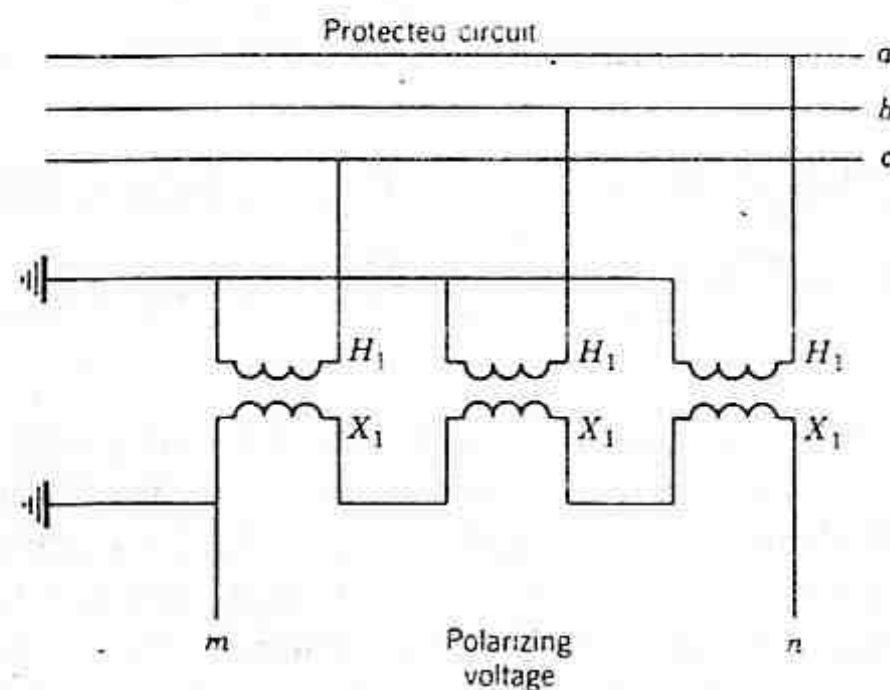 Protected circuit
a
b
c
H₁ H₁ H₁
X₁ X₁ X₁
m Polarizing n
voltage